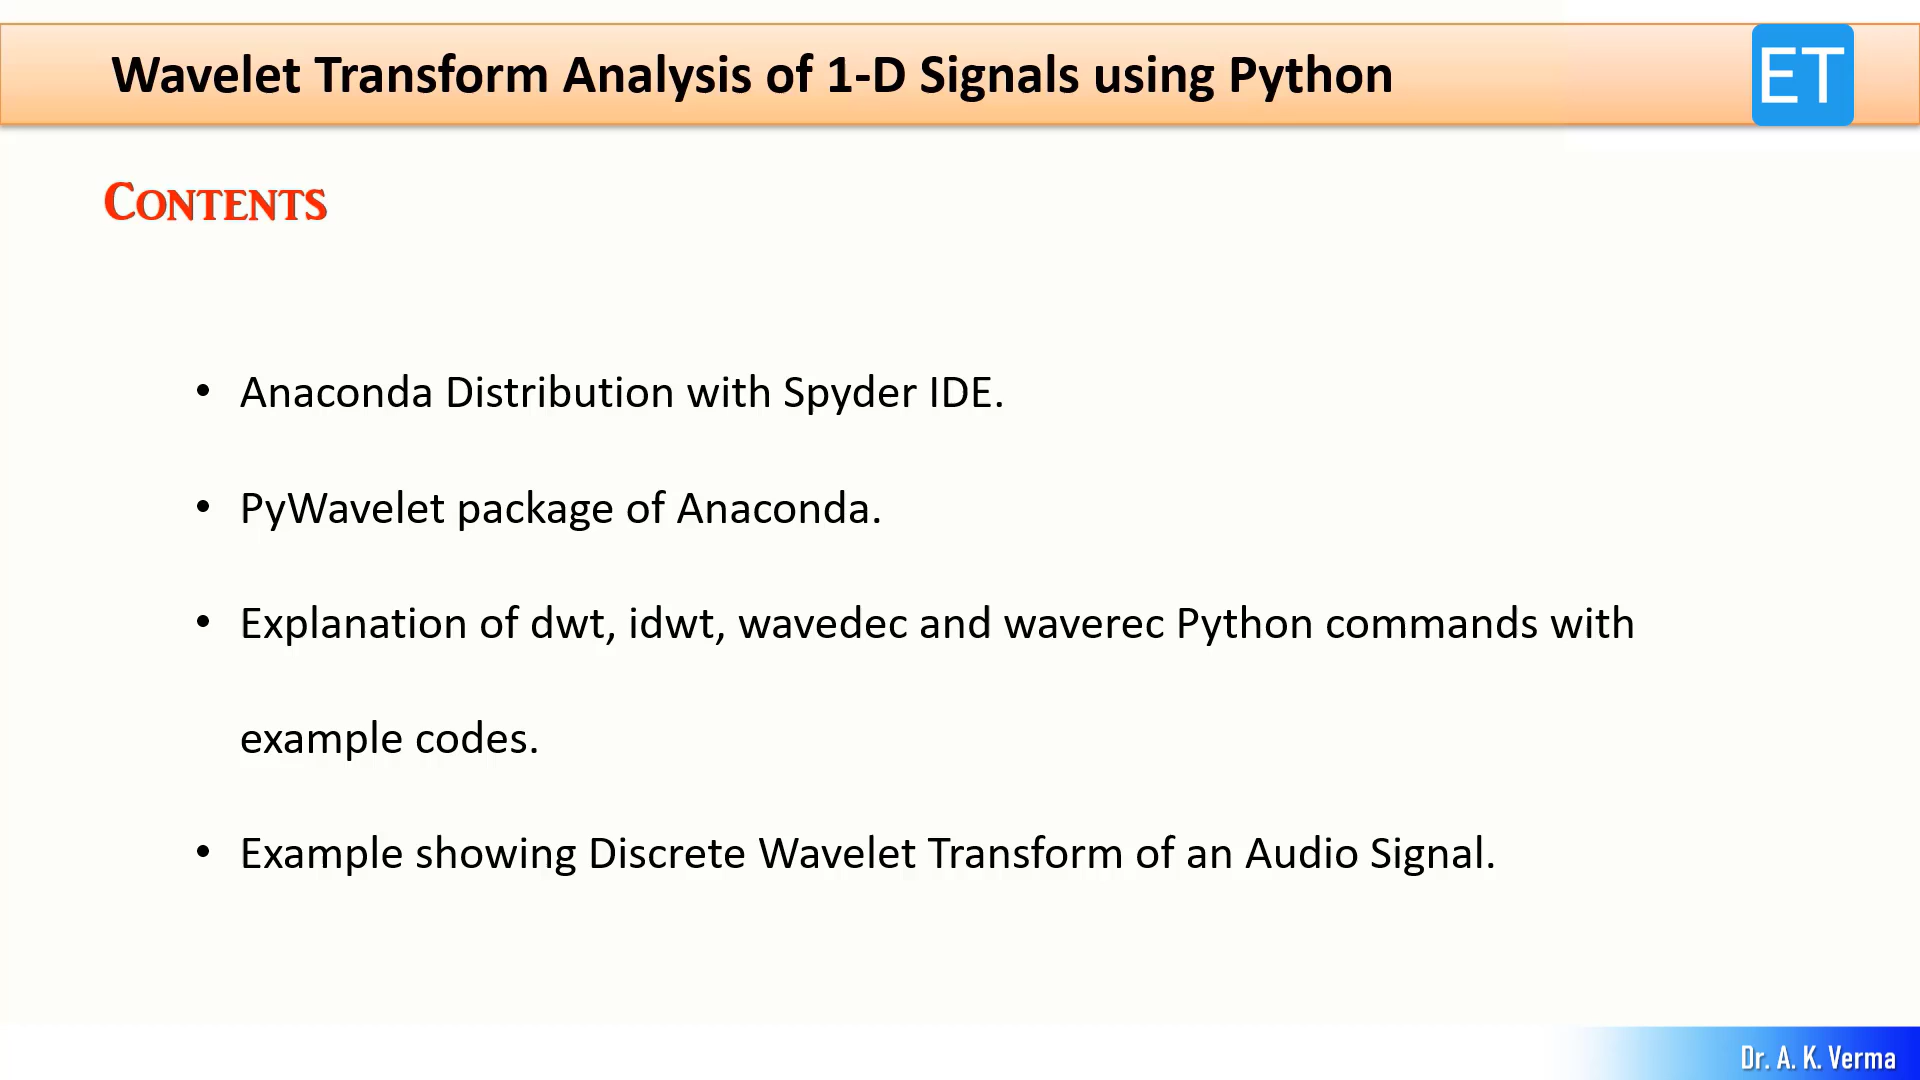 Wavelet Transform Analysis of 1-D Signals using Python
ET
Contents
• Anaconda Distribution with Spyder IDE.
• PyWavelet package of Anaconda.
• Explanation of dwt, idwt, wavedec and waverec Python commands with
example codes.
• Example showing Discrete Wavelet Transform of an Audio Signal.
Dr. A. K. Verma